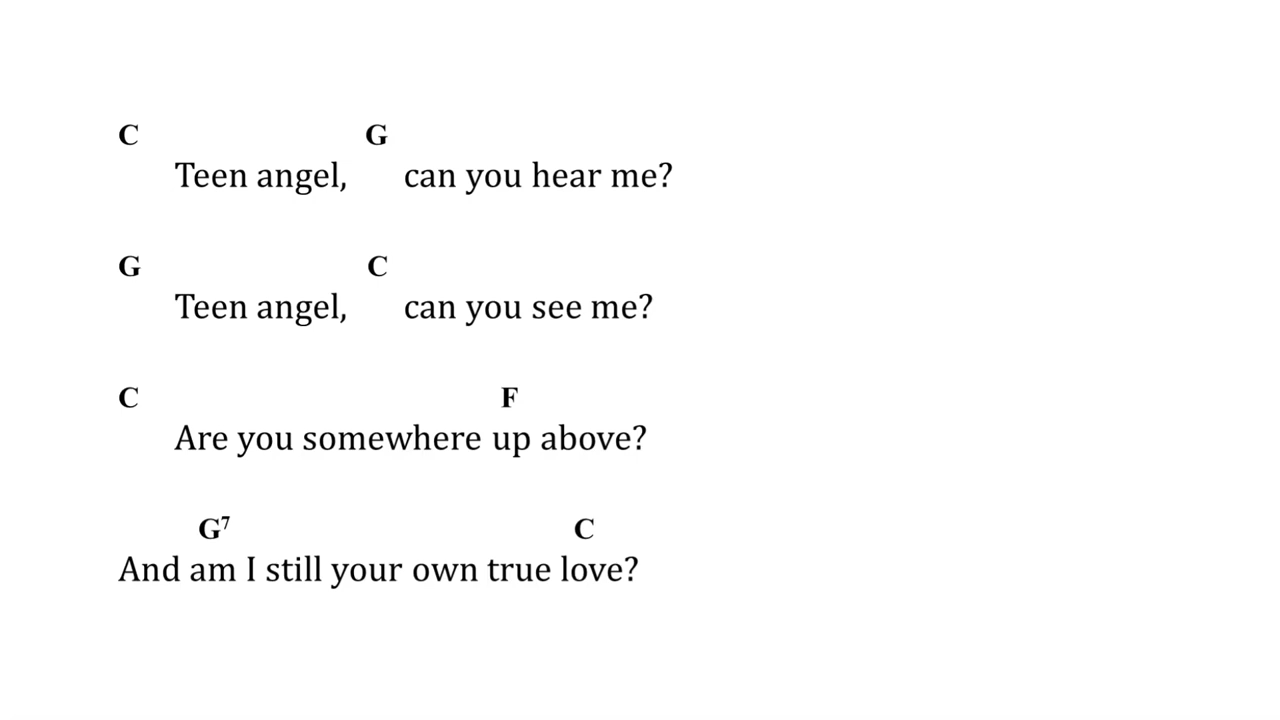 C G
Teen angel, can you hear me?
G C
Teen angel, can you see me?
C F
Are you somewhere up above?
G⁷ C
And am I still your own true love?